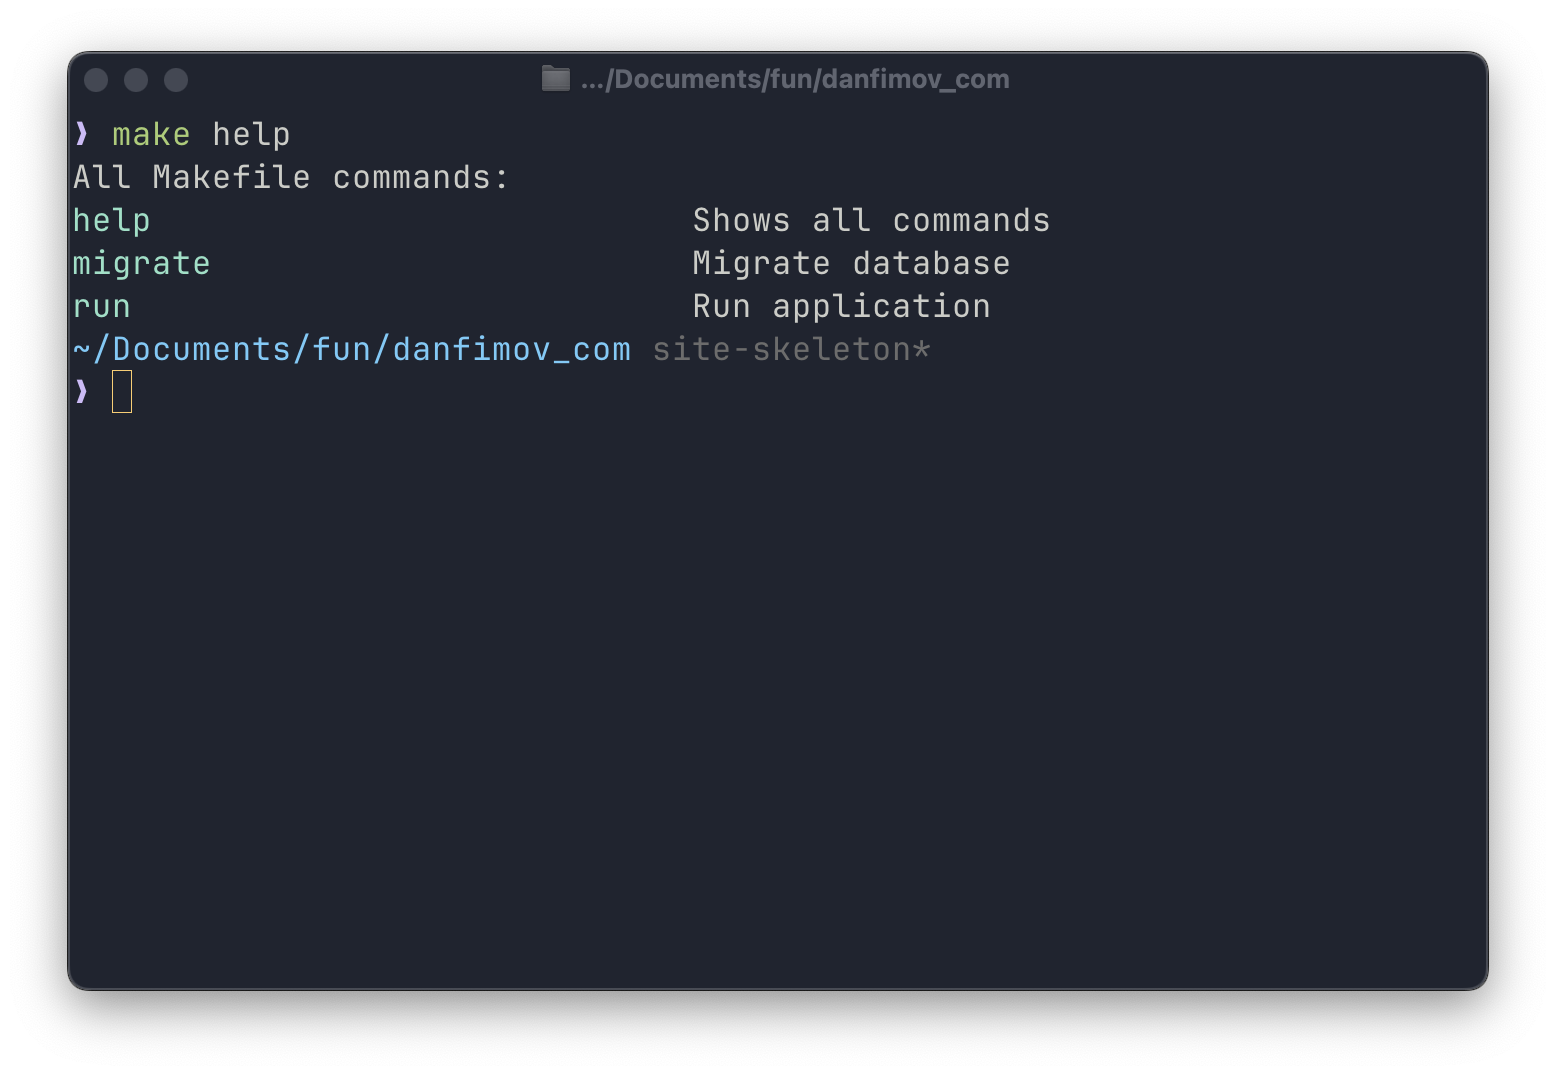 .../Documents/fun/danfimov_com
❯ make help
All Makefile commands:
help Shows all commands
migrate Migrate database
run Run application
~/Documents/fun/danfimov_com site-skeleton*
❯